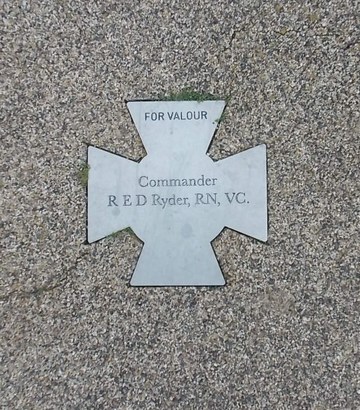 FOR VALOUR
Commander
R E D Ryder, RN, VC.